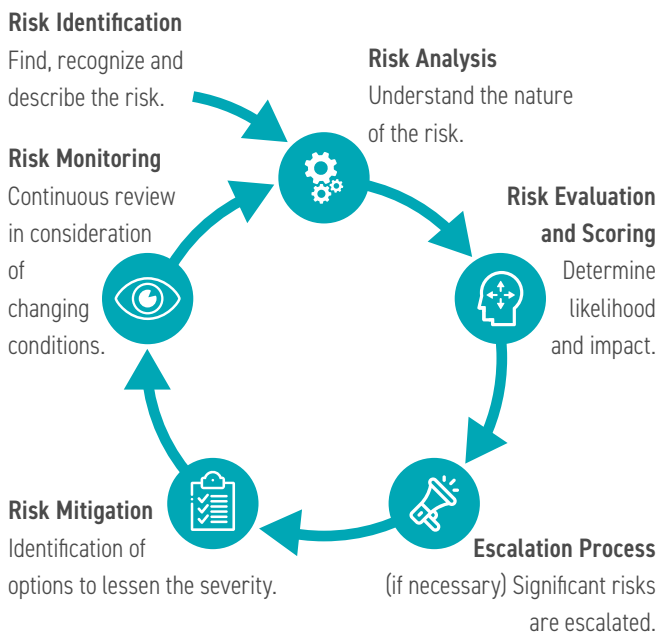 Risk Identification
Find, recognize and
describe the risk.
Risk Analysis
Understand the nature
of the risk.
Risk Evaluation
and Scoring
Determine
likelihood
and impact.
Escalation Process
(if necessary) Significant risks
are escalated.
Risk Mitigation
Identification of
options to lessen the severity.
Risk Monitoring
Continuous review
in consideration
of
changing
conditions.